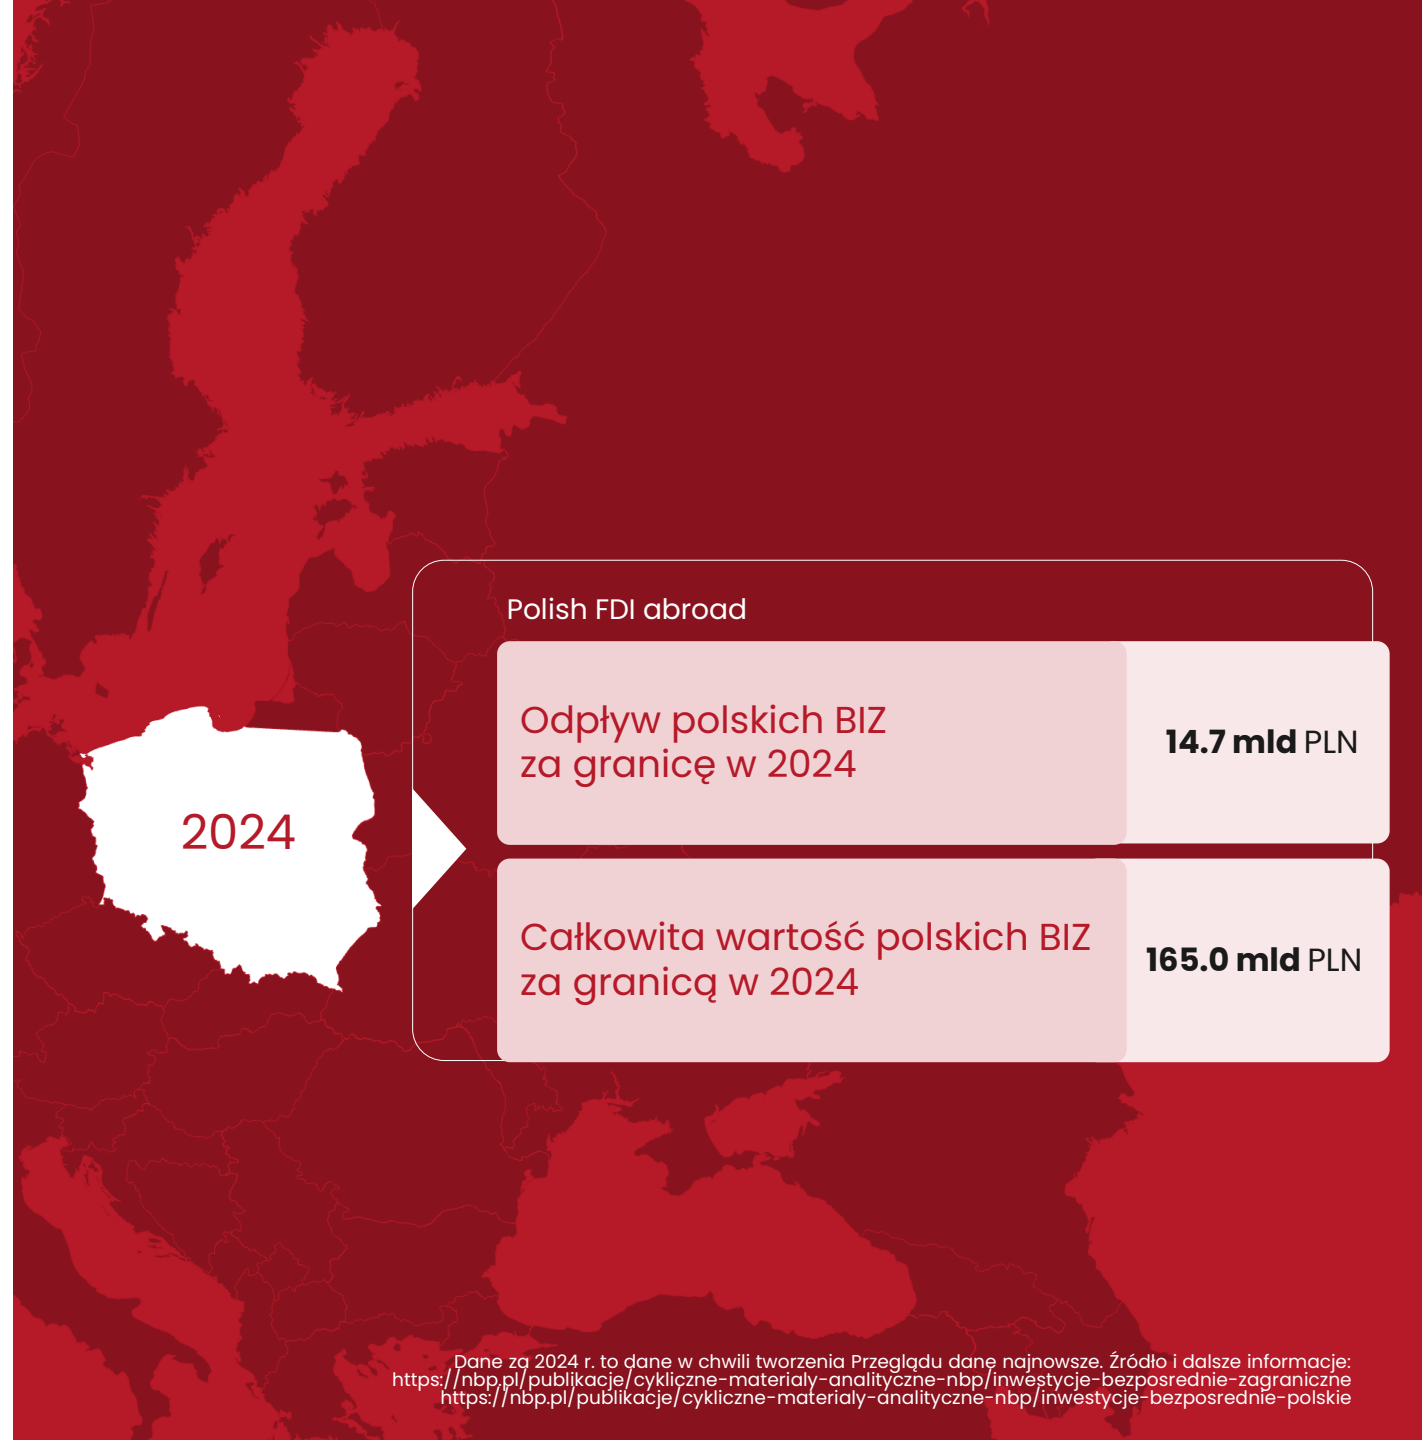 Polish FDI abroad
Odpływ polskich BIZ
za granicę w 2024
14.7 mld PLN
2024
Całkowita wartość polskich BIZ
za granicą w 2024
165.0 mld PLN
Dane za 2024 r. to dane w chwili tworzenia Przeglądu dane najnowsze. Źródło i dalsze informacje:
https://nbp.pl/publikacje/cykliczne-materialy-analityczne-nbp/inwestycje-bezposrednie-zagraniczne
https://nbp.pl/publikacje/cykliczne-materialy-analityczne-nbp/inwestycje-bezposrednie-polskie